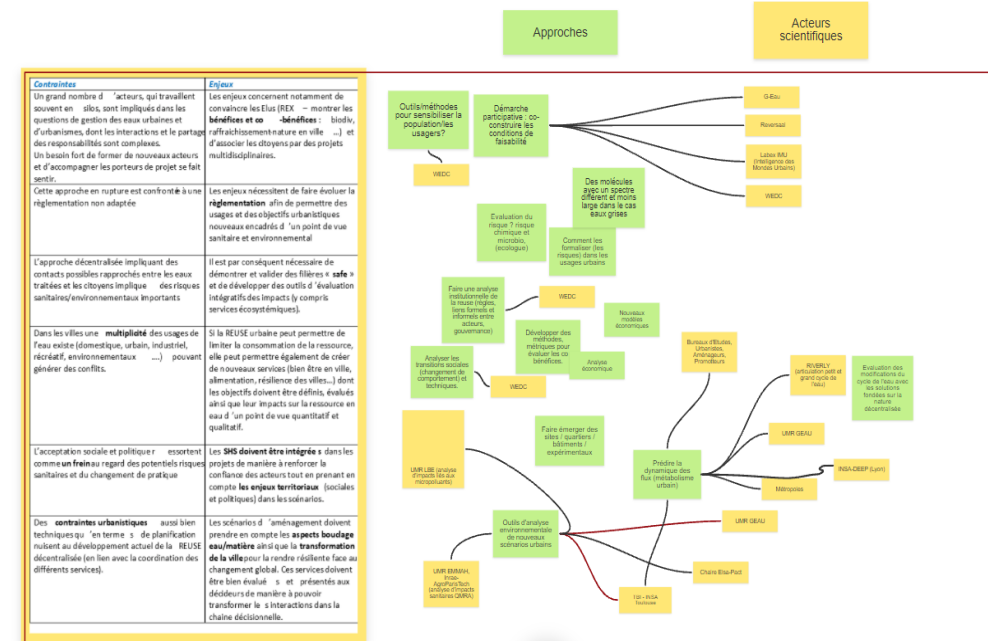 Approches
Acteurs
scientifiques
Contraintes
Un grand nombre d 'acteurs, qui travaillent
souvent en silos, sont impliqués dans les
questions de gestion des eaux urbaines et
d'urbanismes, dont les interactions et le partage
des responsabilités sont complexes.
Un besoin fort de former de nouveaux acteurs
et d'accompagner les porteurs de projet se fait
sentir.
Enjeux
Les enjeux concernent notamment de
convaincre les Elus (REX – montrer les
bénéfices et co -bénéfices : biodiv,
raffraichissement nature en ville ...) et
d'associer les citoyens par des projets
multidisciplinaires.
Cette approche en rupture est confrontée à une
règlementation non adaptée
Les enjeux nécessitent de faire évoluer la
règlementation afin de permettre des
usages et des objectifs urbanistiques
nouveaux encadrés d 'un point de vue
sanitaire et environnemental
L'approche décentralisée impliquant des
contacts possibles rapprochés entre les eaux
traitées et les citoyens implique des risques
sanitaires/environnementaux importants
Il est par conséquent nécessaire de
démontrer et valider des filières « safe »
et de développer des outils d 'évaluation
intégratifs des impacts (y compris
services écosystémiques).
Dans les villes une multiplicité des usages de
l'eau existe (domestique, urbain, industriel,
récréatif, environnementaux ....) pouvant
générer des conflits.
Si la REUSE urbaine peut permettre de
limiter la consommation de la ressource,
elle peut permettre également de créer
de nouveaux services (bien être en ville,
alimentation, résilience des villes...) dont
les objectifs doivent être définis, évalués
ainsi que leur impacts sur la ressource en
eau d 'un point de vue quantitatif et
qualitatif.
L'acceptation sociale et politique r essortent
comme un frein au regard des potentiels risques
sanitaires et du changement de pratique
Les SHS doivent être intégrée s dans les
projets de manière à renforcer la
confiance des acteurs tout en prenant en
compte les enjeux territoriaux (sociales
et politiques) dans les scénarios.
Des contraintes urbanistiques aussi bien
techniques qu 'en terme s de planification
nuisent au développement actuel de la REUSE
décentralisée (en lien avec la coordination des
différents services).
Les scénarios d 'aménagement doivent
prendre en compte les aspects bouclage
eau/matière ainsi que la transformation
de la ville pour la rendre résiliente face au
changement global. Ces services doivent
être bien évalué s et présentés aux
décideurs de manière à pouvoir
transformer le s interactions dans la
chaine décisionnelle.
Outils/méthodes
pour sensibiliser la
population/les
usagers?
WEDC
Démarche
participative : co-
construire les
conditions de
faisabilité
G-Eau
Reversaal
Labex IMU
(Intelligence des
Mondes Urbains)
WEDC
Des molécules
avec un spectre
différent et moins
large dans le cas
eaux grises
Evaluation du
risque ? risque
chimique et
microbio,
(ecologue)
Comment les
formaliser (les
risques) dans les
usages urbains
Faire une analyse
institutionnelle de
la reuse (règles,
liens formels et
informels entre
acteurs,
gouvernance)
WEDC
Nouveaux
modèles
économiques
Développer des
méthodes,
métriques pour
évaluer les co
bénéfices,
Analyse
économique
Analyser les
transitions sociales
(changement de
comportement) et
techniques.
WEDC
Bureaux d'Etudes,
Urbanistes,
Aménageurs,
Promoteurs
RIVERLY
(articulation petit et
grand cycle de
l'eau)
Evaluation des
modifications du
cycle de l'eau avec
les solutions
fondées sur la
nature
décentralisés
UMR LBE (analyse
d'impacts liés aux
micropolluants)
Faire émerger des
sites / quartiers /
bâtiments /
expérimentaux
Prédire la
dynamique des
flux (métabolisme
urbain)
UMR GEAU
INSA-DEEP (Lyon)
Métropoles
Outils d'analyse
environnementale
de nouveaux
scénarios urbains
UMR GEAU
UMR EMMAH,
Inrae-
AgroParisTech
(analyse d'impacts
sanitaires QMRA)
Chaire Elsa-Pact
TBI - INSA
Toulouse